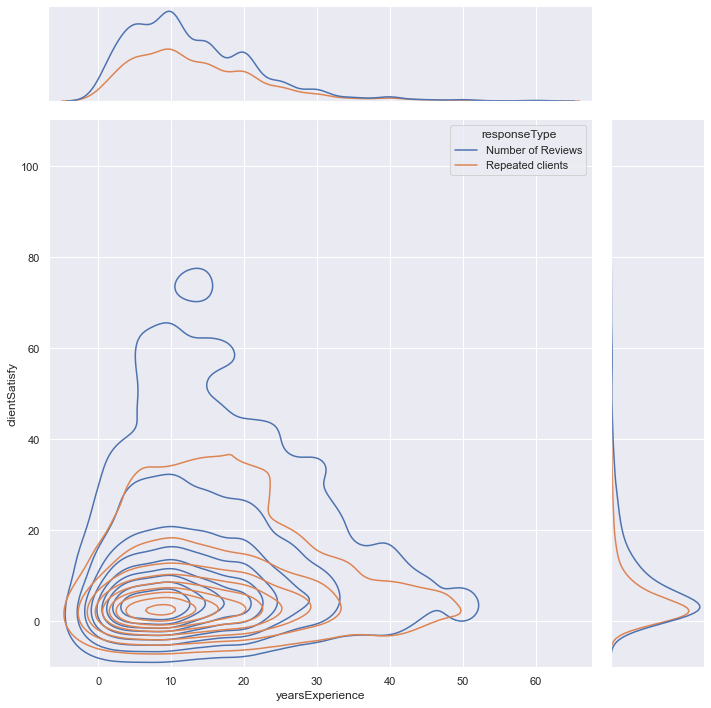 responseType
Number of Reviews
Repeated clients
100
80
60
40
20
0
clientSatisfy
0 10 20 30 40 50 60
yearsExperience